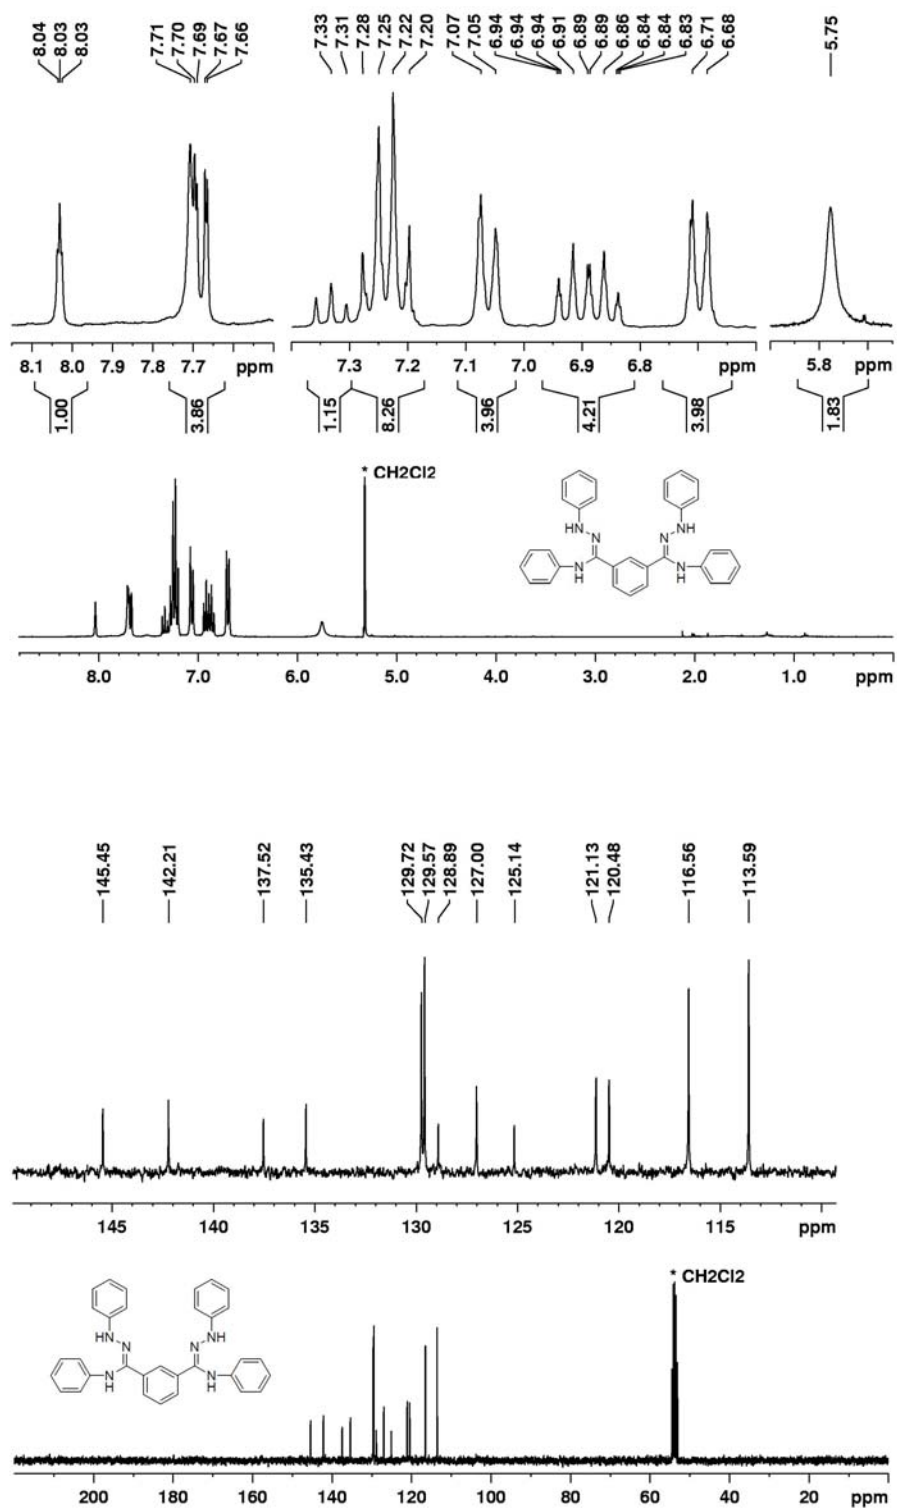 8.04 8.03 8.03 7.71 7.70 7.69 7.67 7.66 7.33 7.31 7.28 7.25 7.22 7.20 7.07 7.05 6.94 6.94 6.94 6.91 6.89 6.89 6.86 6.84 6.84 6.83 6.71 6.68 5.75
8.1 8.0 7.9 7.8 7.7 ppm 7.3 7.2 7.1 7.0 6.9 6.8 ppm 5.8 ppm
1.00 3.86 1.15 8.26 3.96 4.21 3.98 1.83
* CH2Cl2
HN N N NH
N H N H
8.0 7.0 6.0 5.0 4.0 3.0 2.0 1.0 ppm
145.45 142.21 137.52 135.43 129.72 129.57 128.89 127.00 125.14 121.13 120.48 116.56 113.59
145 140 135 130 125 120 115 ppm
* CH2Cl2
HN N N NH
N H N H
200 180 160 140 120 100 80 60 40 20 ppm